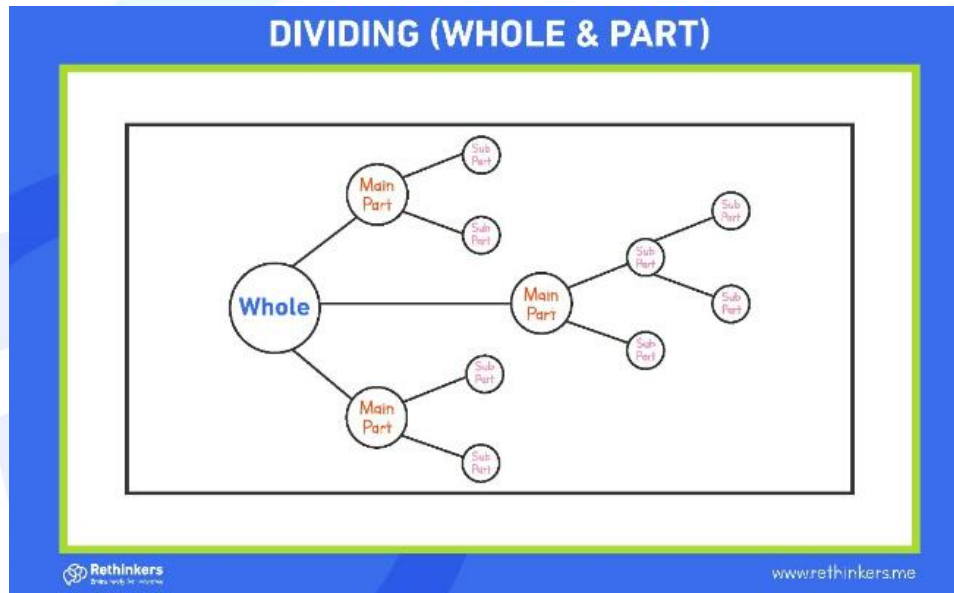 DIVIDING (WHOLE & PART)
Sub
Part
Main
Part
Sub
Part
Whole
Main
Part
Sub
Part
Sub
Part
Sub
Part
Sub
Part
Main
Part
Sub
Part
Sub
Part
Rethinkers
www.rethinkers.me